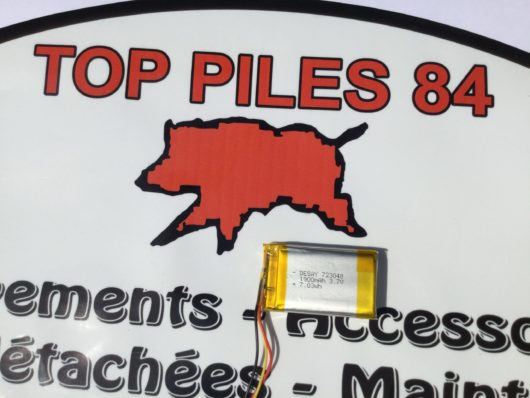 TOP PILES 84
- DESAY 723048
1900mAh 3.7V
+ 7.03Wh
ements - Accesso
étachées - Maint